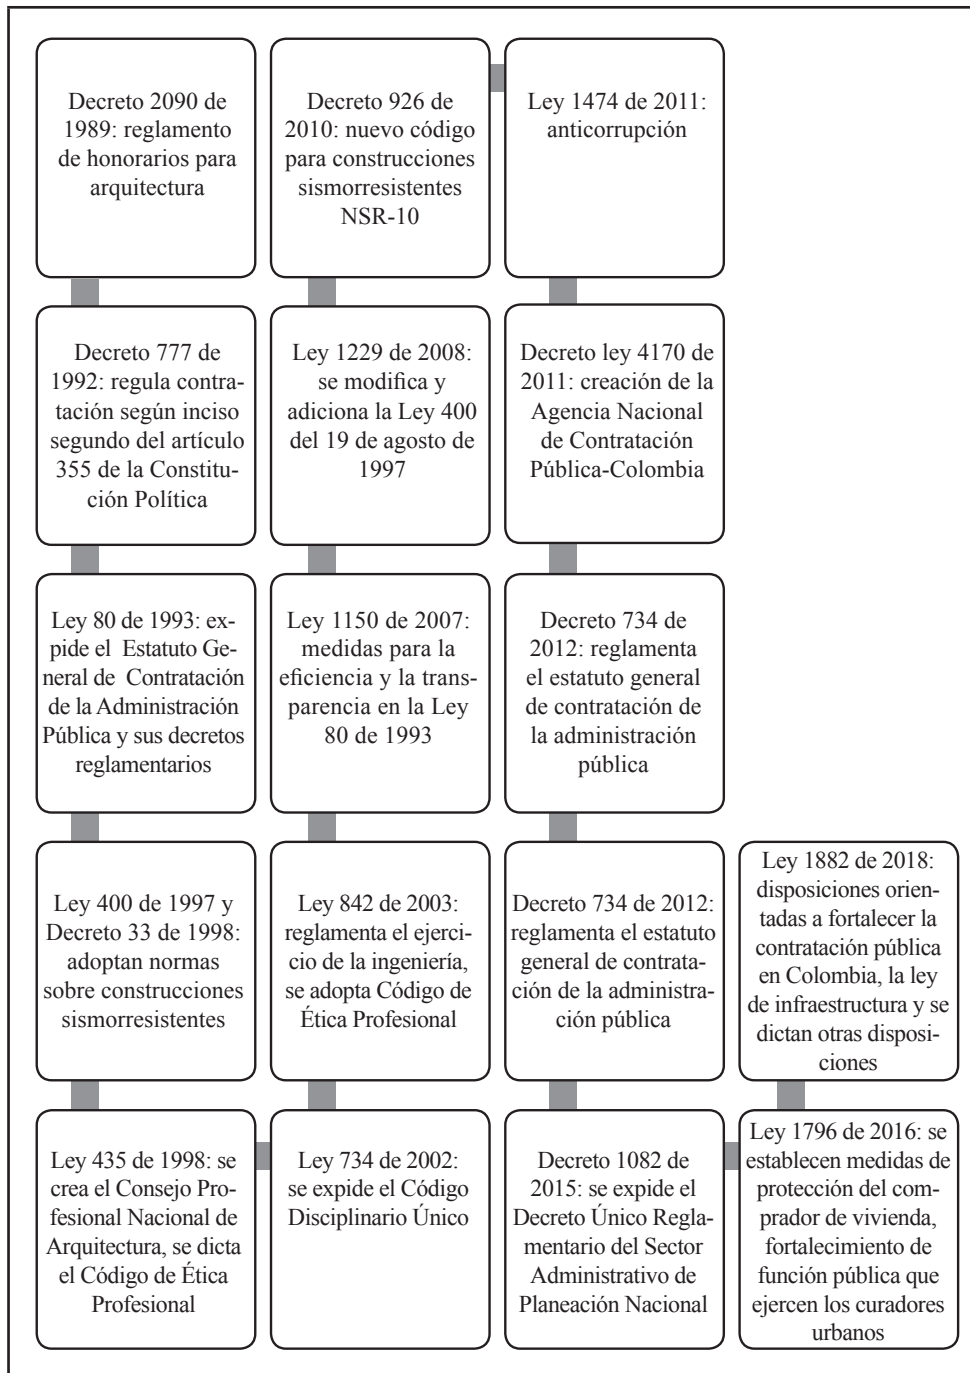 Decreto 2090 de
1989: reglamento
de honorarios para
arquitectura
Decreto 777 de
1992: regula contra-
tación según inciso
segundo del artículo
355 de la Constitu-
ción Política
Ley 80 de 1993: ex-
pide el Estatuto Ge-
neral de Contratación
de la Administración
Pública y sus decretos
reglamentarios
Ley 400 de 1997 y
Decreto 33 de 1998:
adoptan normas
sobre construcciones
sismorresistentes
Ley 435 de 1998: se
crea el Consejo Pro-
fesional Nacional de
Arquitectura, se dicta
el Código de Ética
Profesional
Ley 734 de 2002:
se expide el Código
Disciplinario Único
Ley 842 de 2003:
reglamenta el ejerci-
cio de la ingeniería,
se adopta Código de
Ética Profesional
Ley 1150 de 2007:
medidas para la
eficiencia y la trans-
parencia en la Ley
80 de 1993
Ley 1229 de 2008:
se modifica y
adiciona la Ley 400
del 19 de agosto de
1997
Decreto 926 de
2010: nuevo código
para construcciones
sismorresistentes
NSR-10
Ley 1474 de 2011:
anticorrupción
Decreto ley 4170 de
2011: creación de la
Agencia Nacional
de Contratación
Pública-Colombia
Decreto 734 de
2012: reglamenta
el estatuto general
de contratación de
la administración
pública
Decreto 734 de 2012:
reglamenta el estatuto
general de contrata-
ción de la administra-
ción pública
Decreto 1082 de
2015: se expide el
Decreto Único Regla-
mentario del Sector
Administrativo de
Planeación Nacional
Ley 1796 de 2016: se
establecen medidas de
protección del com-
prador de vivienda,
fortalecimiento de
función pública que
ejercen los curadores
urbanos
Ley 1882 de 2018:
disposiciones orien-
tadas a fortalecer la
contratación pública
en Colombia, la ley
de infraestructura y se
dictan otras disposi-
ciones